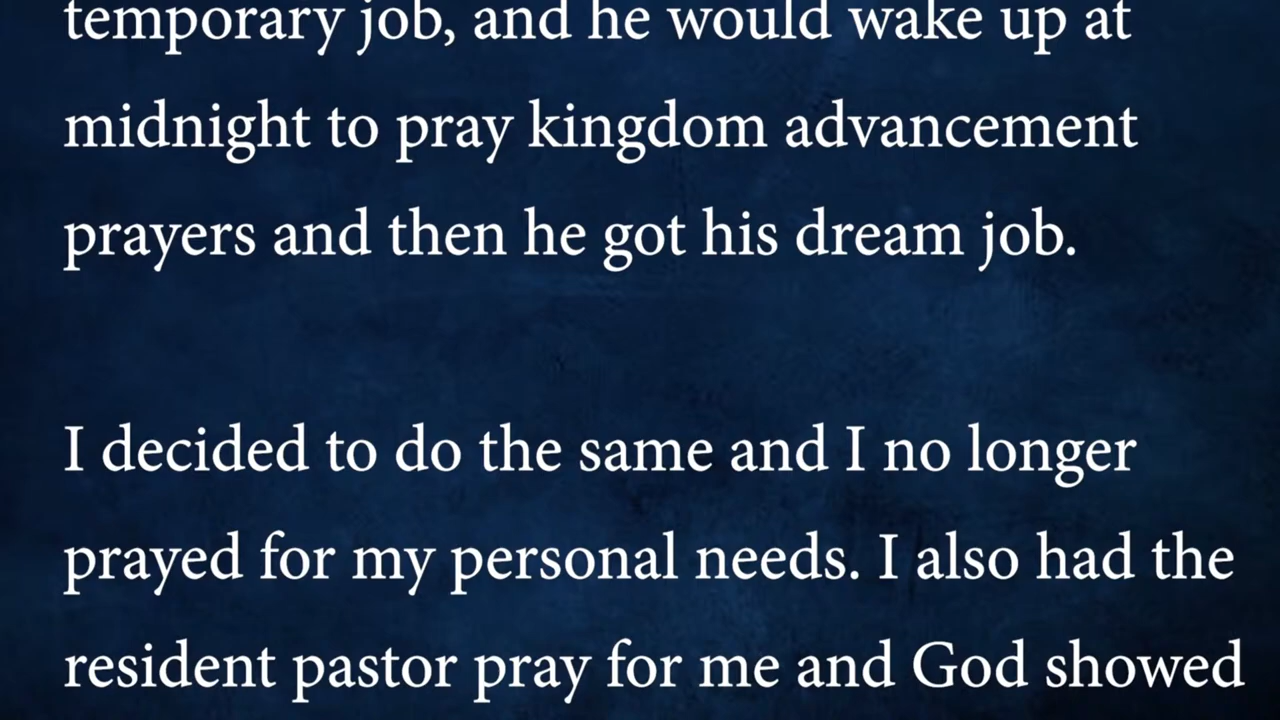 temporary job, and he would wake up at
midnight to pray kingdom advancement
prayers and then he got his dream job.
I decided to do the same and I no longer
prayed for my personal needs. I also had the
resident pastor pray for me and God showed